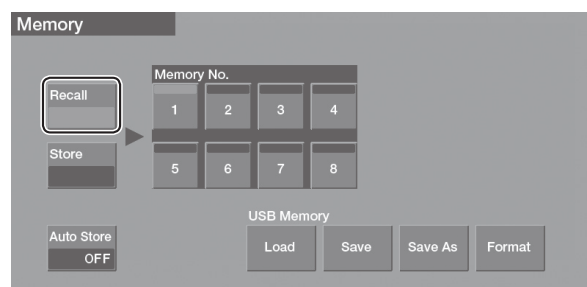 Memory
Memory No.
Recall
1 2 3 4
Store
5 6 7 8
USB Memory
Auto Store
OFF
Load Save Save As Format